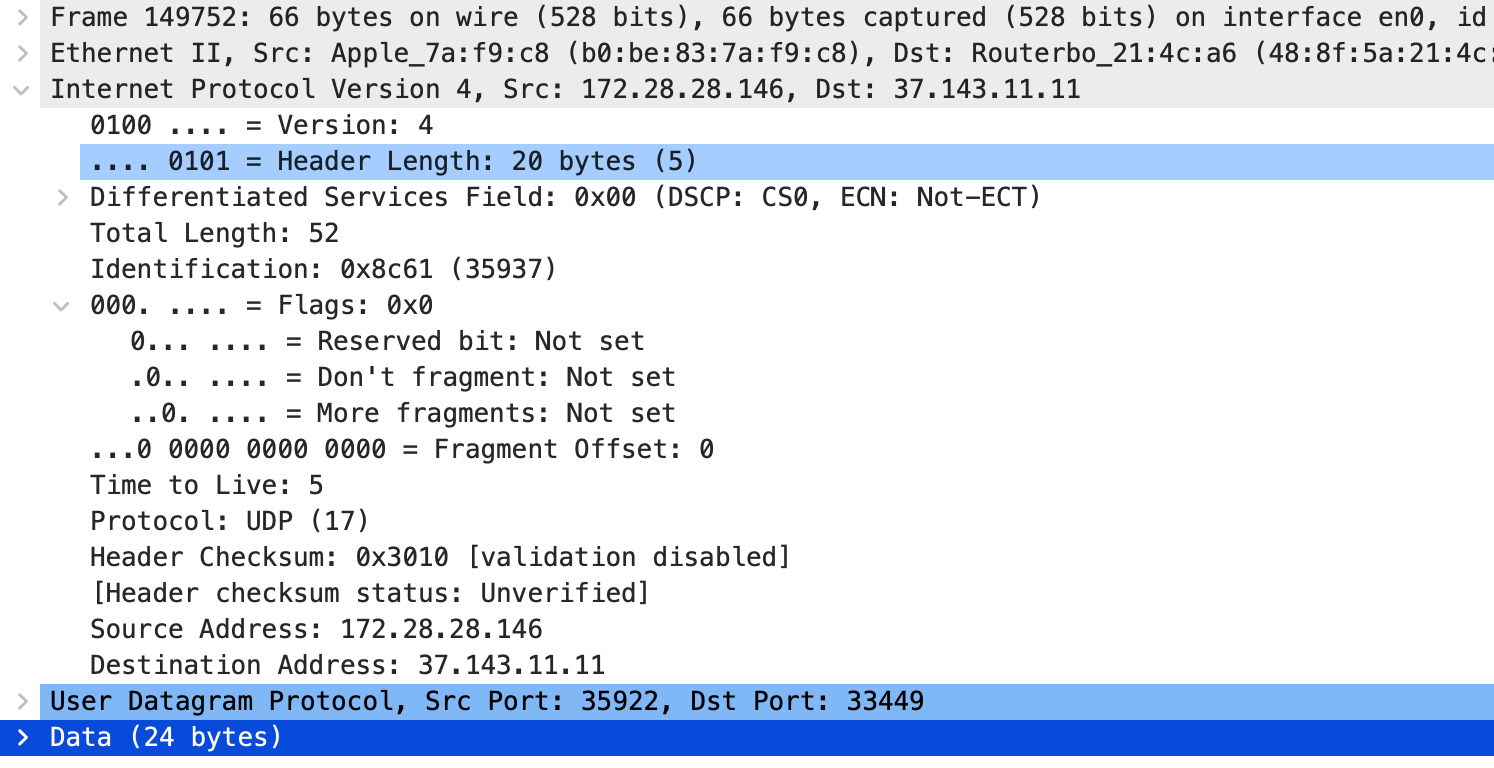 Frame 149752: 66 bytes on wire (528 bits), 66 bytes captured (528 bits) on interface en0, id
Ethernet II, Src: Apple_7a:f9:c8 (b0:be:83:7a:f9:c8), Dst: Routerbo_21:4c:a6 (48:8f:5a:21:4c:
Internet Protocol Version 4, Src: 172.28.28.146, Dst: 37.143.11.11
0100 .... = Version: 4
.... 0101 = Header Length: 20 bytes (5)
Differentiated Services Field: 0x00 (DSCP: CS0, ECN: Not-ECT)
Total Length: 52
Identification: 0x8c61 (35937)
000. .... = Flags: 0x0
0... .... = Reserved bit: Not set
.0.. .... = Don't fragment: Not set
..0. .... = More fragments: Not set
...0 0000 0000 0000 = Fragment Offset: 0
Time to Live: 5
Protocol: UDP (17)
Header Checksum: 0x3010 [validation disabled]
[Header checksum status: Unverified]
Source Address: 172.28.28.146
Destination Address: 37.143.11.11
User Datagram Protocol, Src Port: 35922, Dst Port: 33449
Data (24 bytes)